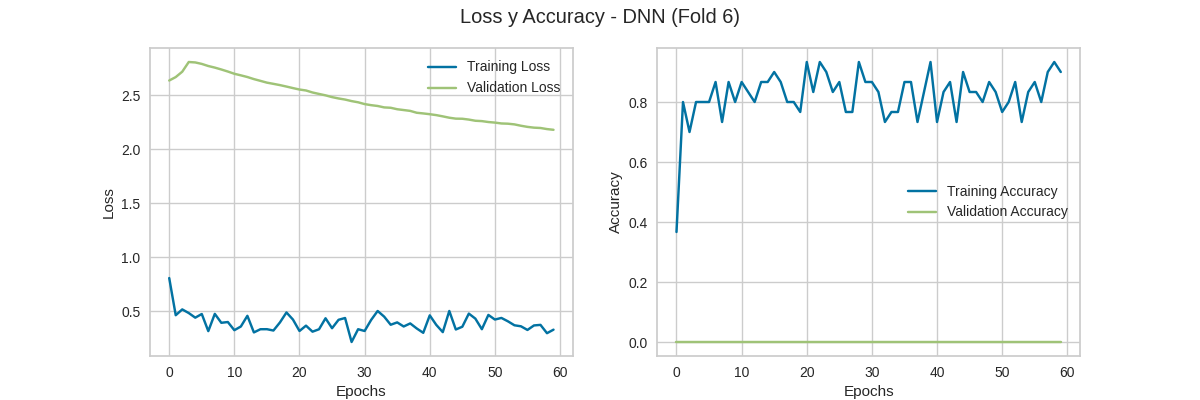 Loss y Accuracy - DNN (Fold 6)
Training Loss
Validation Loss
2.5
2.0
1.5
1.0
0.5
Loss
0 10 20 30 40 50 60
Epochs
0.8
0.6
0.4
0.2
0.0
Accuracy
Training Accuracy
Validation Accuracy
0 10 20 30 40 50 60
Epochs